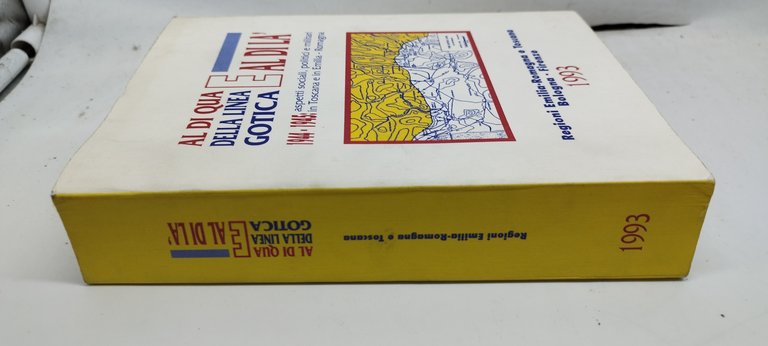 AL DI QUA E AL DI LA'
DELLA LINEA
GOTICA
1944 - 1945: aspetti sociali, politici e militari
in Toscana e in Emilia - Romagna
Regioni Emilia-Romagna e Toscana
Bologna - Firenze
1993
AL DI QUA
DELLA LINEA
GOTICA
E AL DI LA'
Regioni Emilia-Romagna e Toscana
1993